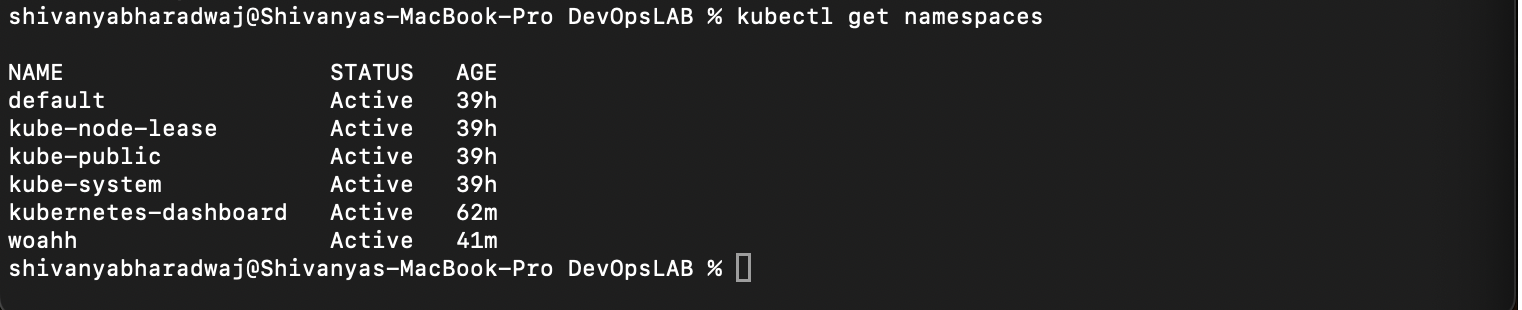 shivanyabharadwaj@Shivanyas-MacBook-Pro DevOpsLAB % kubectl get namespaces
NAME STATUS AGE
default Active 39h
kube-node-lease Active 39h
kube-public Active 39h
kube-system Active 39h
kubernetes-dashboard Active 62m
woahh Active 41m
shivanyabharadwaj@Shivanyas-MacBook-Pro DevOpsLAB %